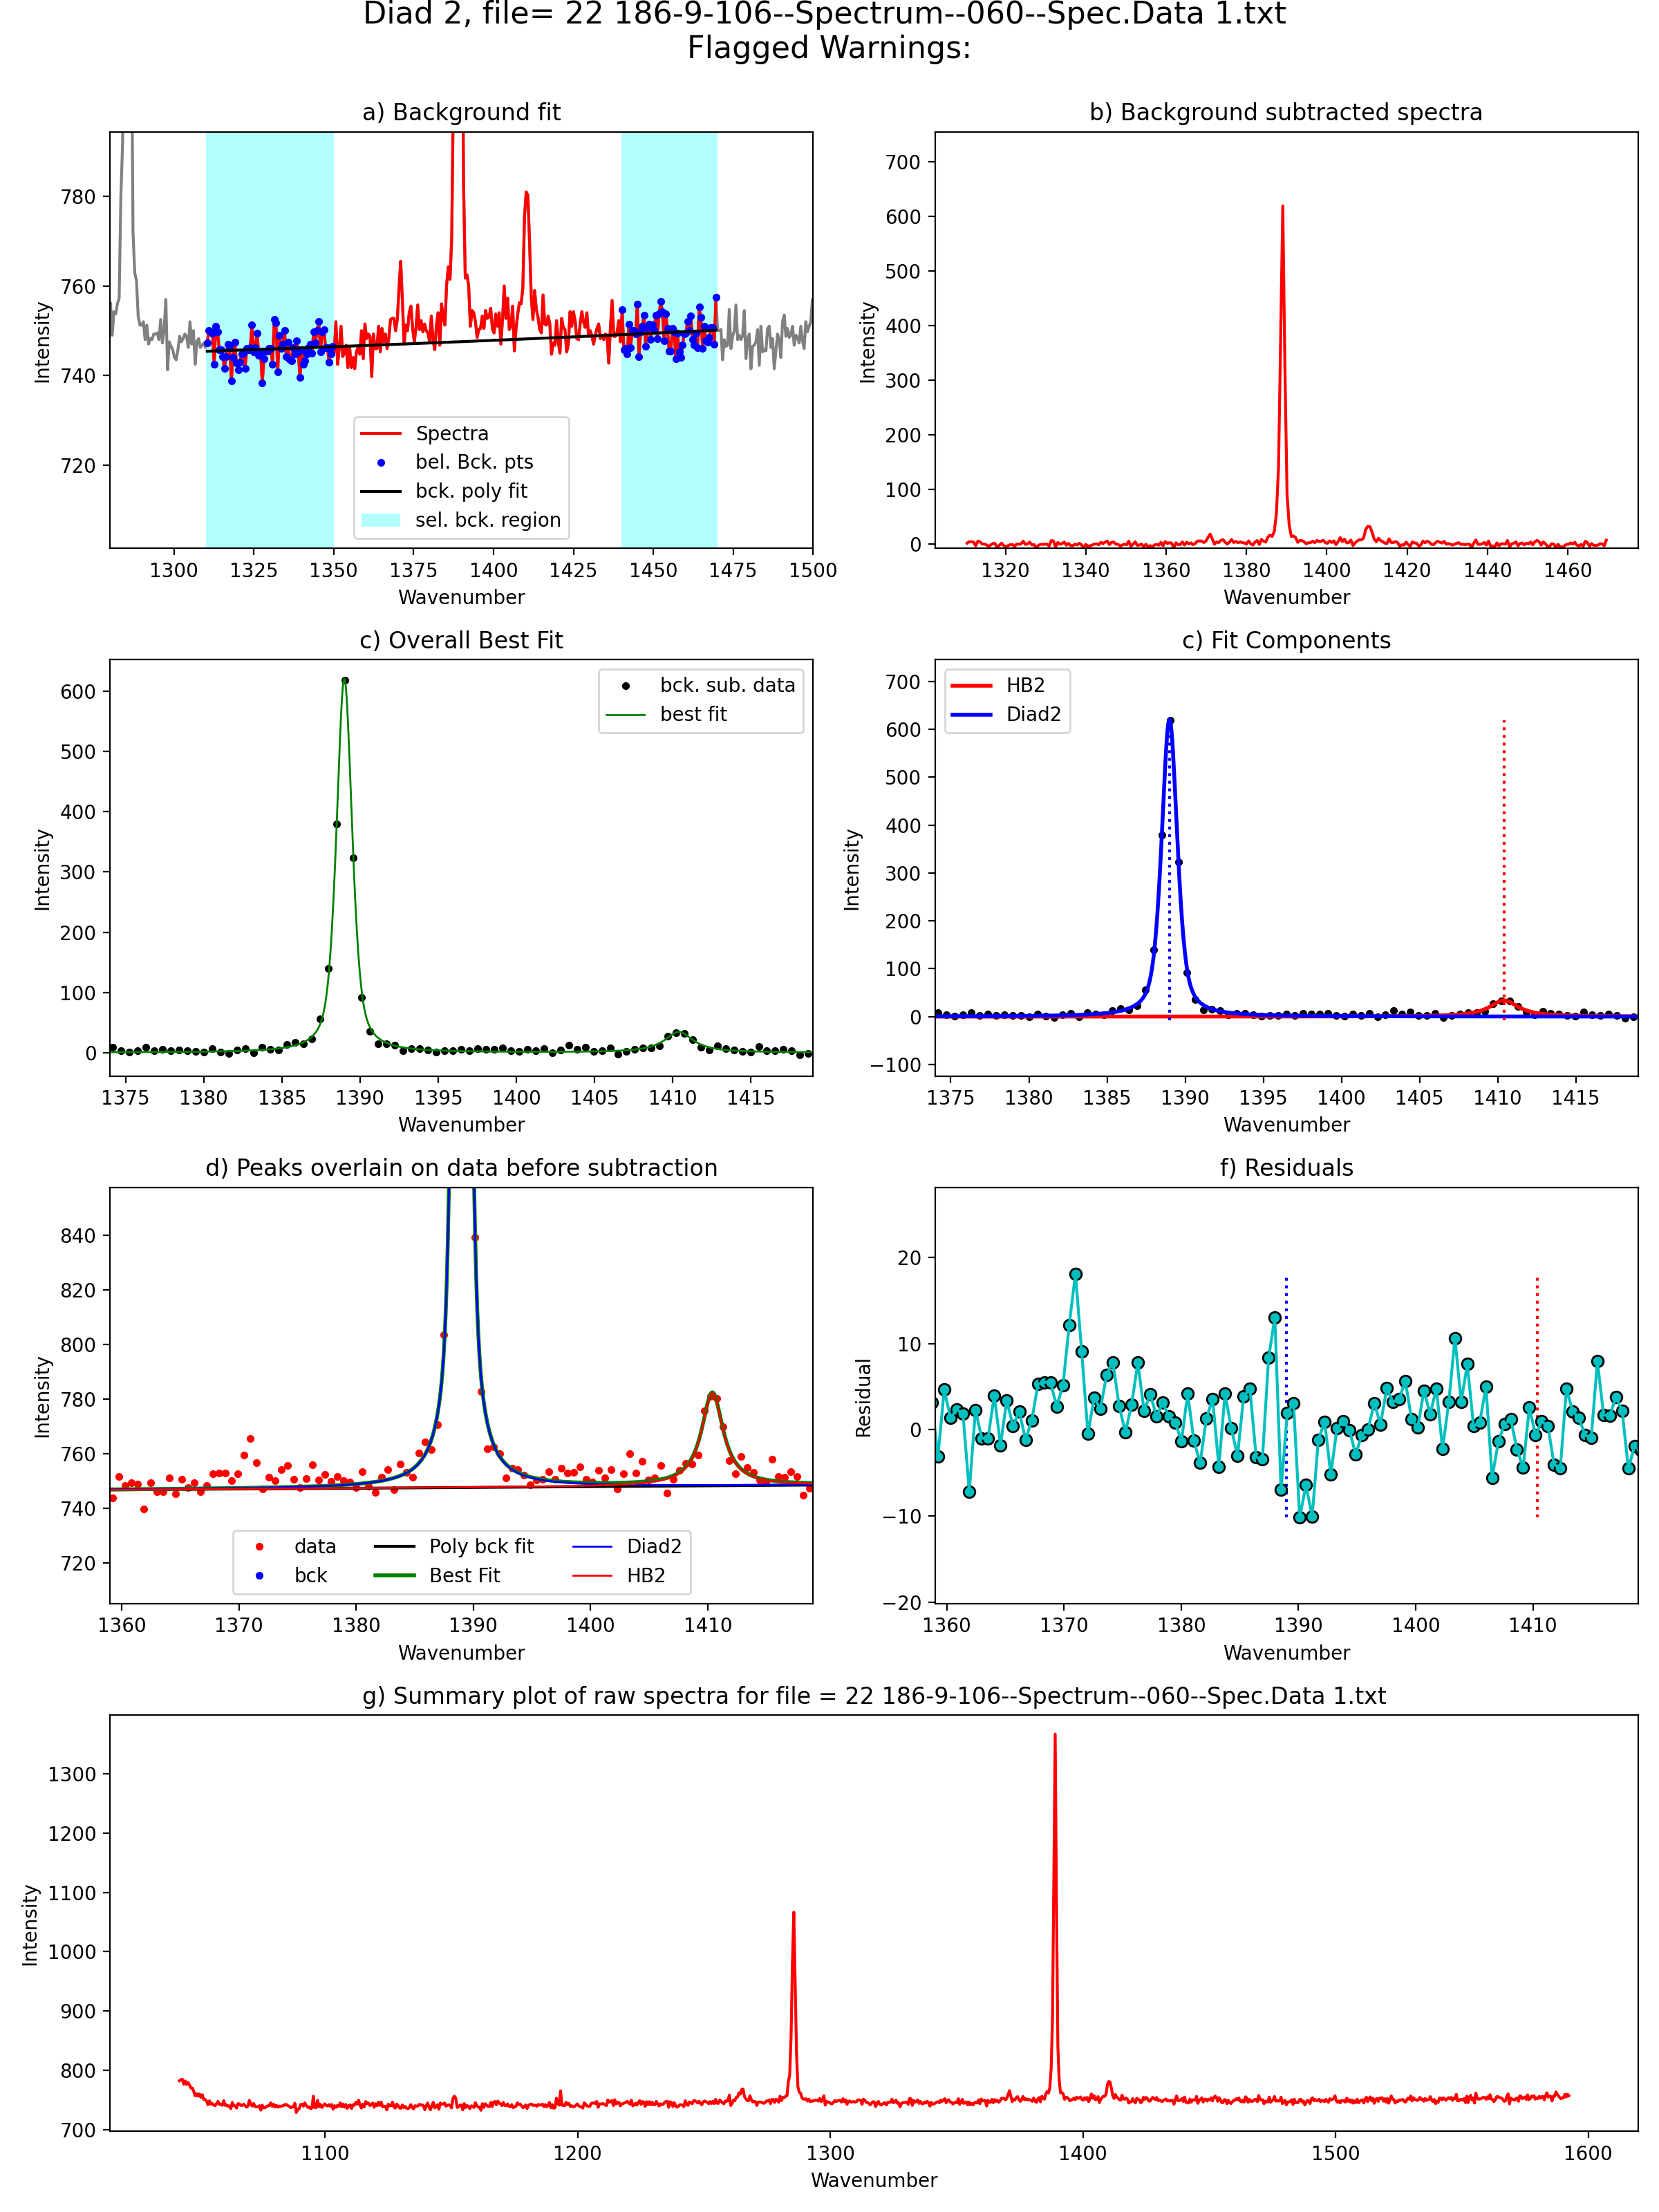 Diad 2, file= 22 186-9-106--Spectrum--060--Spec.Data 1.txt
Flagged Warnings:
a) Background fit
780
760
740
720
Intensity
Spectra
bel. Bck. pts
bck. poly fit
sel. bck. region
1300 1325 1350 1375 1400 1425 1450 1475 1500
Wavenumber
b) Background subtracted spectra
700
600
500
400
300
200
100
0
Intensity
1320 1340 1360 1380 1400 1420 1440 1460
Wavenumber
c) Overall Best Fit
600
500
400
300
200
100
0
Intensity
bck. sub. data
best fit
1375 1380 1385 1390 1395 1400 1405 1410 1415
Wavenumber
c) Fit Components
700
600
500
400
300
200
100
0
−100
Intensity
HB2
Diad2
1375 1380 1385 1390 1395 1400 1405 1410 1415
Wavenumber
d) Peaks overlain on data before subtraction
840
820
800
780
760
740
720
Intensity
data Poly bck fit Diad2
bck Best Fit HB2
1360 1370 1380 1390 1400 1410
Wavenumber
f) Residuals
20
10
0
−10
−20
Residual
1360 1370 1380 1390 1400 1410
Wavenumber
g) Summary plot of raw spectra for file = 22 186-9-106--Spectrum--060--Spec.Data 1.txt
1300
1200
1100
1000
900
800
700
Intensity
1100 1200 1300 1400 1500 1600
Wavenumber